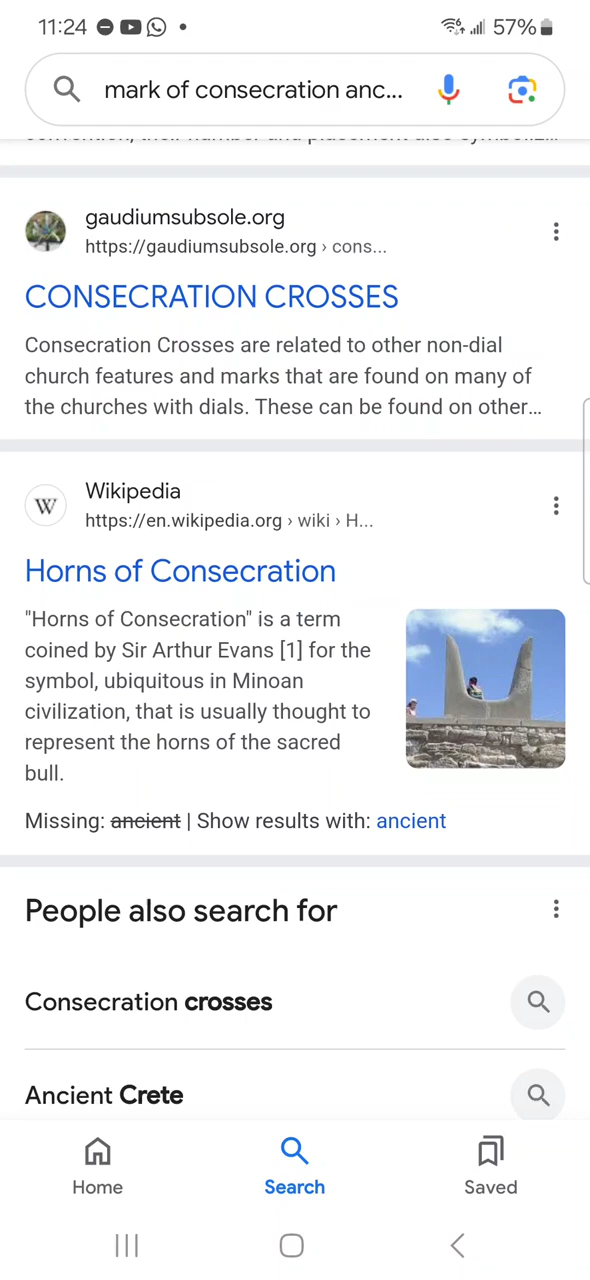 11:24 57%
mark of consecration anc...
gaudiumsubsole.org
https://gaudiumsubsole.org › cons...
CONSECRATION CROSSES
Consecration Crosses are related to other non-dial
church features and marks that are found on many of
the churches with dials. These can be found on other...
W
Wikipedia
https://en.wikipedia.org › wiki › H...
Horns of Consecration
"Horns of Consecration" is a term
coined by Sir Arthur Evans [1] for the
symbol, ubiquitous in Minoan
civilization, that is usually thought to
represent the horns of the sacred
bull.
Missing: ancient | Show results with: ancient
People also search for
Consecration crosses
Ancient Crete
Home Search Saved